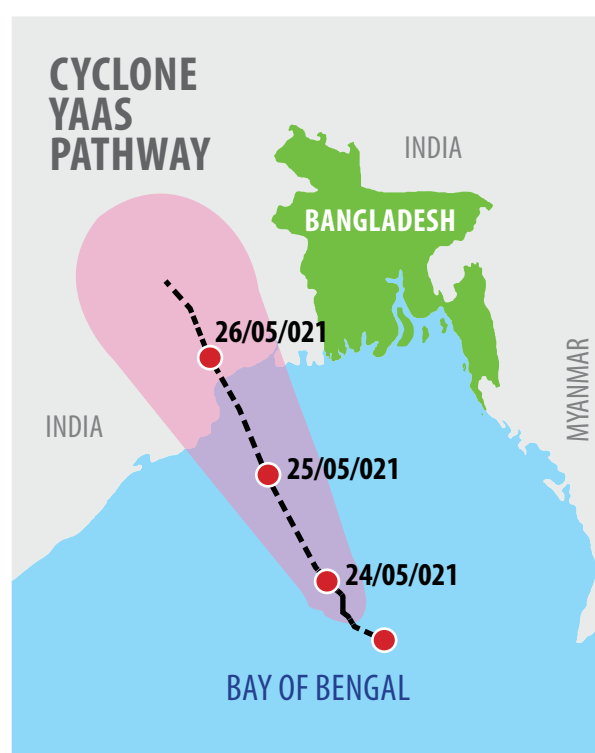 CYCLONE
YAAS
PATHWAY
INDIA
BANGLADESH
26/05/021
MYANMAR
INDIA
25/05/021
24/05/021
BAY OF BENGAL